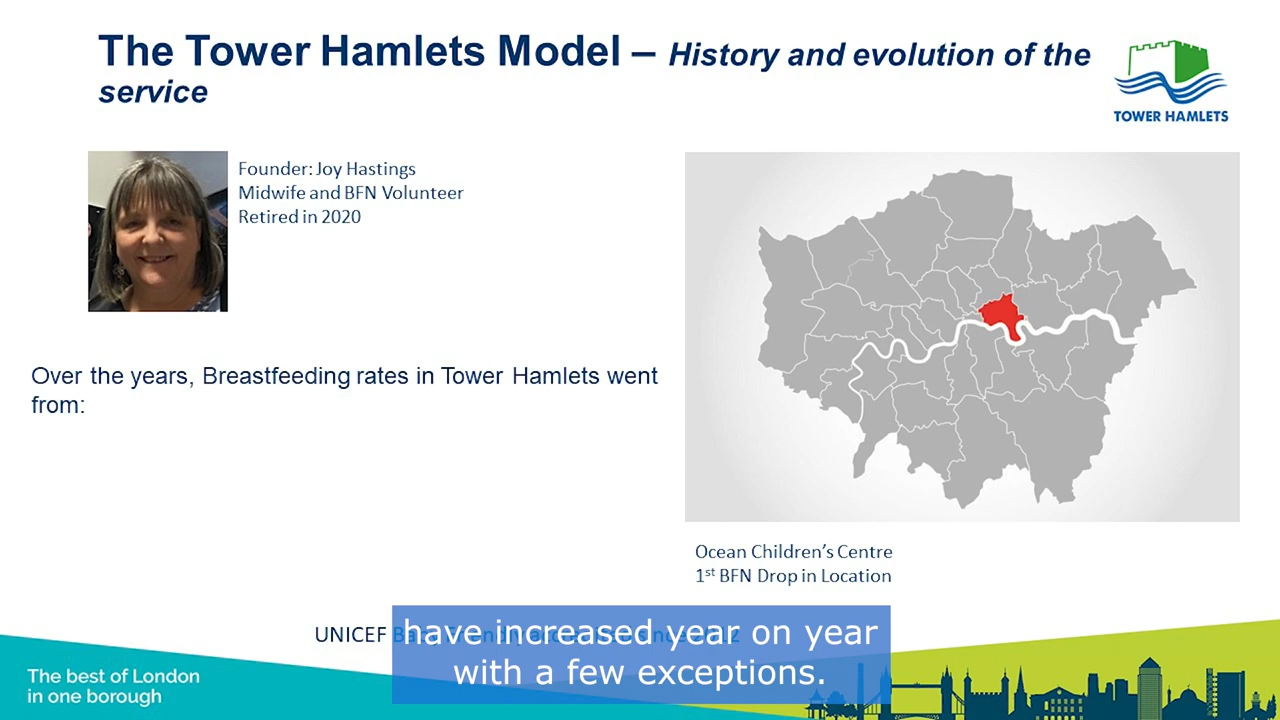 The Tower Hamlets Model – History and evolution of the
service
TOWER HAMLETS
Founder: Joy Hastings
Midwife and BFN Volunteer
Retired in 2020
Over the years, Breastfeeding rates in Tower Hamlets went
from:
Ocean Children's Centre
1st BFN Drop in Location
UNICEF
have increased year on year
with a few exceptions.
The best of London
in one borough